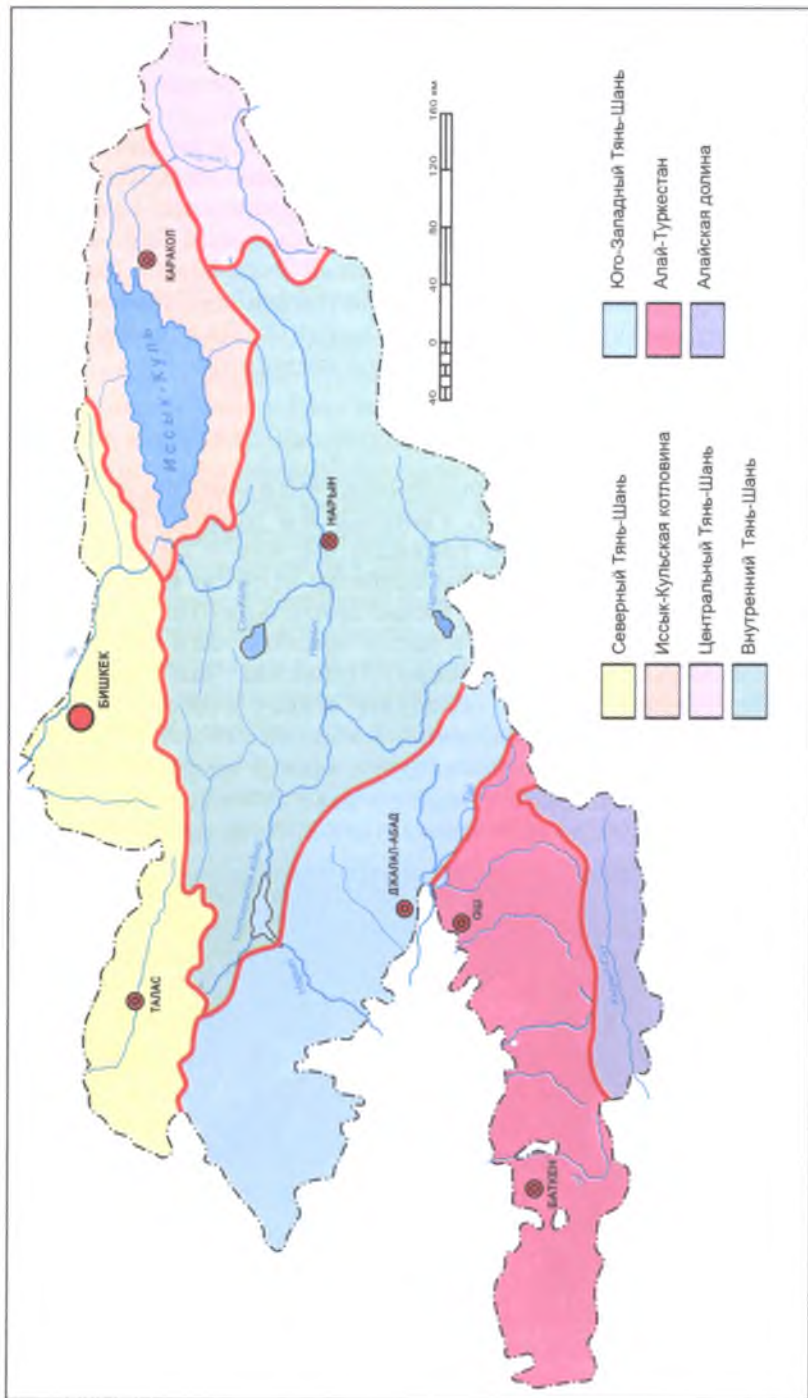 БИШКЕК
ТАЛАС
Иссык-Куль
КАРАКОЛ
НАРЫН
Нарын
ДЖАЛАЛ-АБАД
ОШ
БАТКЕН
40 0 40 80 120 160 км
Северный Тянь-Шань
Иссык-Кульская котловина
Центральный Тянь-Шань
Внутренний Тянь-Шань
Юго-Западный Тянь-Шань
Алай-Туркестан
Алайская долина